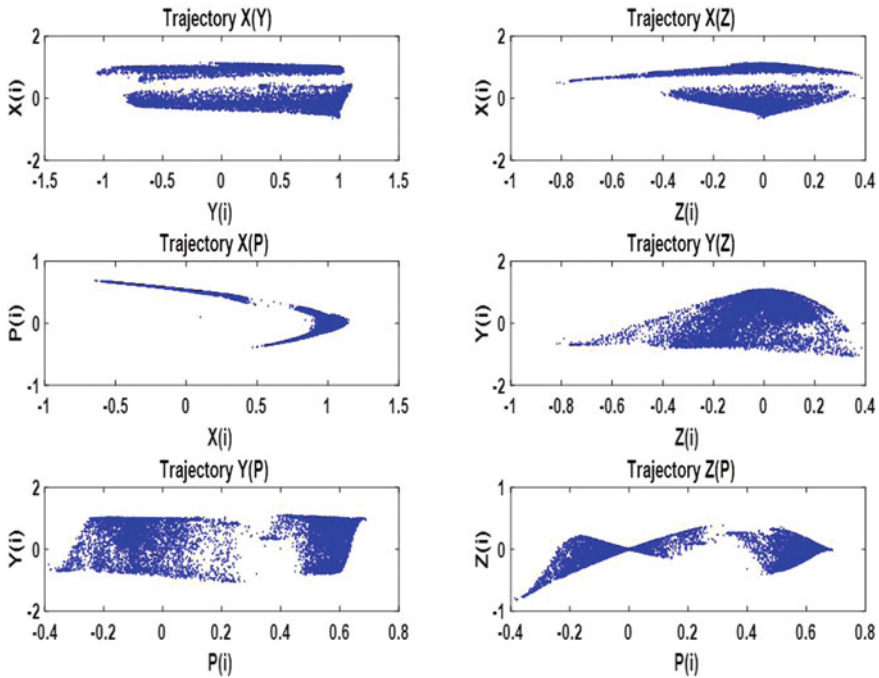 Trajectory X(Y)
2
0
-2
X(i)
-1.5 -1 -0.5 0 0.5 1 1.5
Y(i)
Trajectory X(Z)
2
0
-2
X(i)
-1 -0.8 -0.6 -0.4 -0.2 0 0.2 0.4
Z(i)
Trajectory X(P)
1
0
-1
P(i)
-1 -0.5 0 0.5 1 1.5
X(i)
Trajectory Y(Z)
2
0
-2
Y(i)
-1 -0.8 -0.6 -0.4 -0.2 0 0.2 0.4
Z(i)
Trajectory Y(P)
2
0
-2
Y(i)
-0.4 -0.2 0 0.2 0.4 0.6 0.8
P(i)
Trajectory Z(P)
1
0
-1
Z(i)
-0.4 -0.2 0 0.2 0.4 0.6 0.8
P(i)